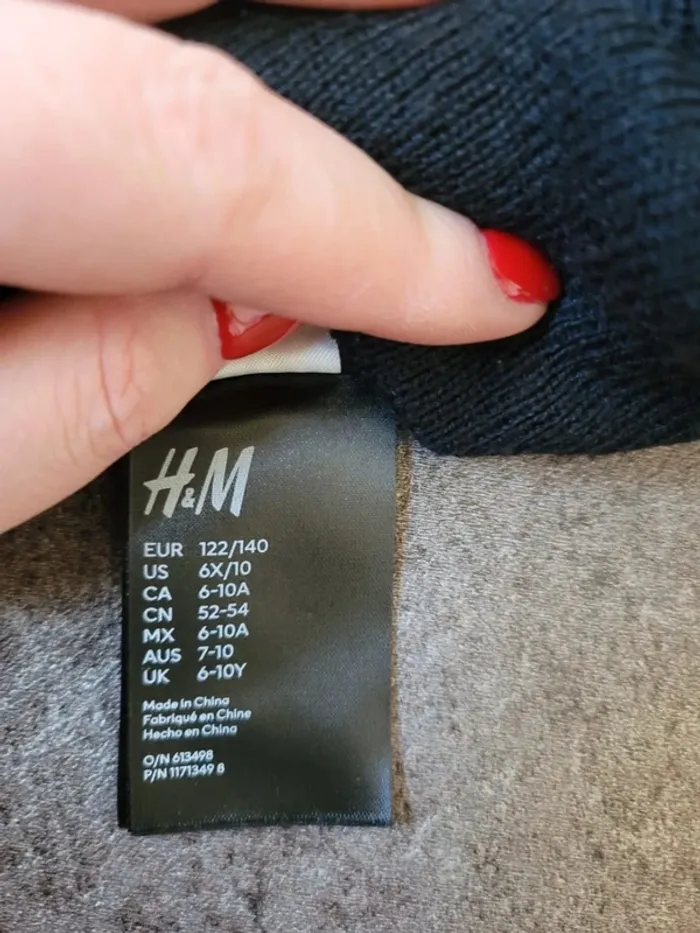 H&M
EUR 122/140
US 6X/10
CA 6-10A
CN 52-54
MX 6-10A
AUS 7-10
UK 6-10Y
Made in China
Fabriqué en Chine
Hecho en China
O/N 613498
P/N 1171349 8